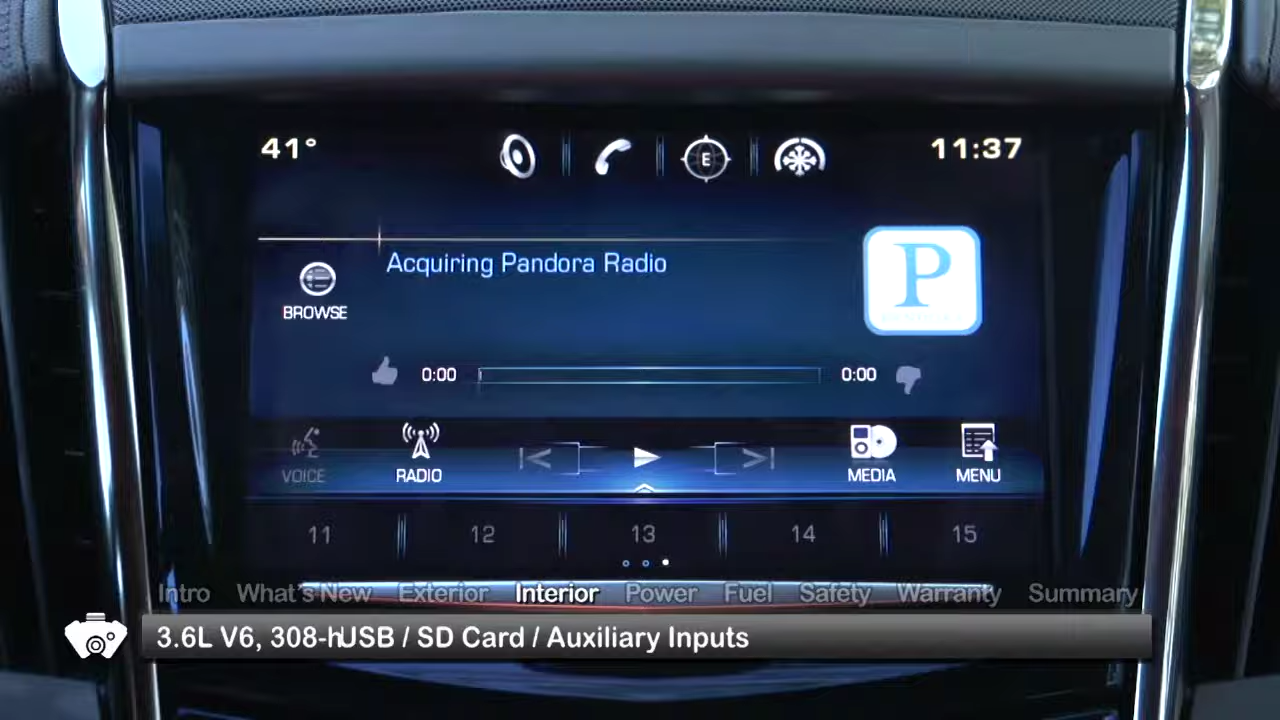 41°
E
11:37
Acquiring Pandora Radio
P
BROWSE
0:00
0:00
VOICE
RADIO
MEDIA
MENU
11 12 13 14 15
Intro What's New Exterior Interior Power Fuel Safety Warranty Summary
3.6L V6, 308-hUSB / SD Card / Auxiliary Inputs